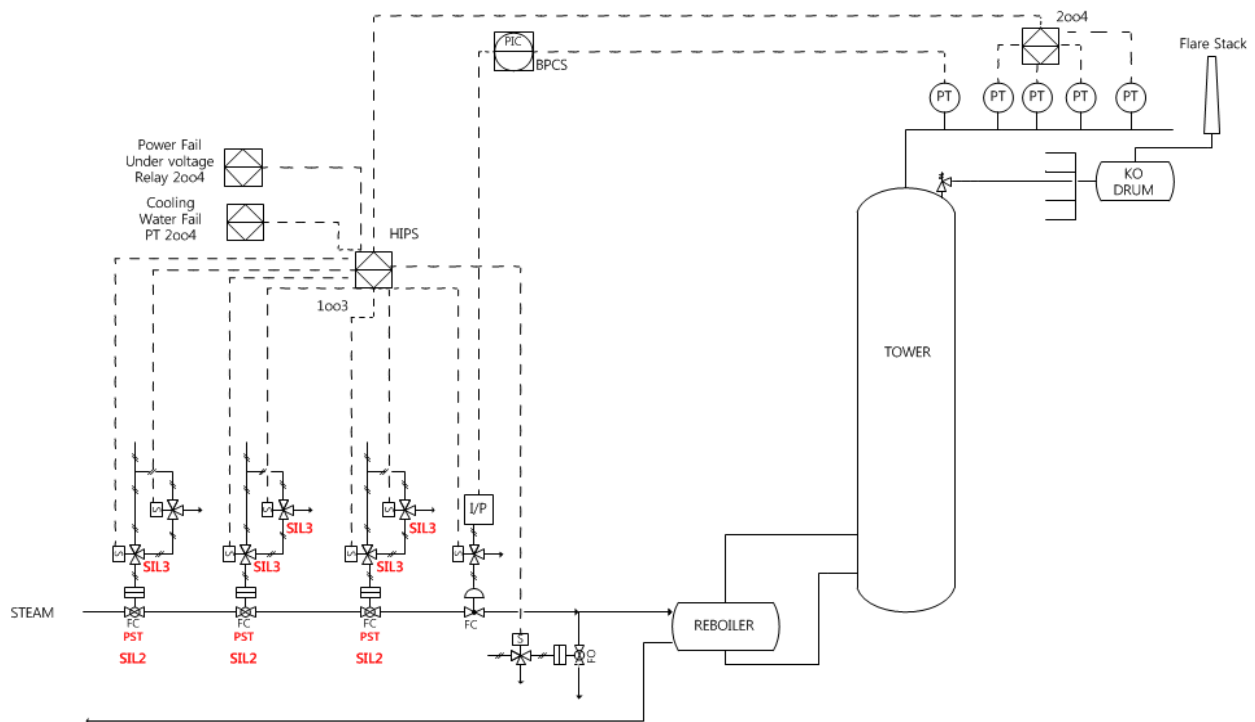 2oo4
PIC
BPCS
Flare Stack
PT
PT
PT
PT
PT
Power Fail
Under voltage
Relay 2oo4
KO
DRUM
Cooling
Water Fail
PT 2oo4
HIPS
1oo3
TOWER
S
S
S
I/P
SIL3
SIL3
S
S
S
S
SIL3
SIL3
SIL3
STEAM
FC
FC
FC
FC
REBOILER
PST
PST
PST
S
FO
SIL2
SIL2
SIL2